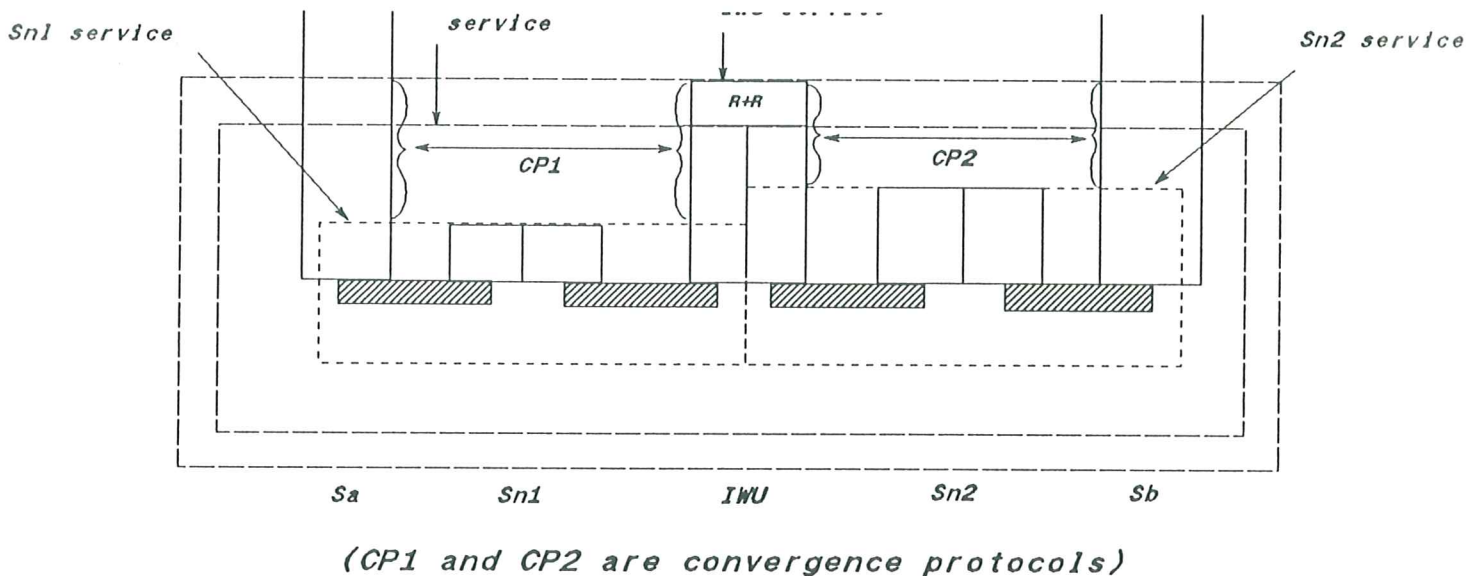 Sn1 service
service
Sn2 service
R+R
CP1
CP2
Sa
Sn1
IWU
Sn2
Sb
(CP1 and CP2 are convergence protocols)